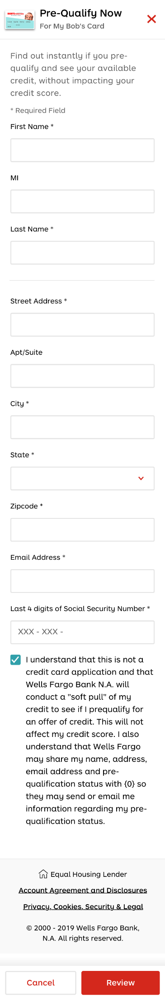 BOB'S
Pre-Qualify Now
For My Bob's Card
Find out instantly if you pre-
qualify and see your available
credit, without impacting your
credit score.
* Required Field
First Name *
MI
Last Name *
Street Address *
Apt/Suite
City *
State *
Zipcode *
Email Address *
Last 4 digits of Social Security Number *
XXX - XXX -
I understand that this is not a
credit card application and that
Wells Fargo Bank N.A. will
conduct a "soft pull" of my
credit to see if I prequalify for
an offer of credit. This will not
affect my credit score. I also
understand that Wells Fargo
may share my name, address,
email address and pre-
qualification status with {0} so
they may send or email me
information regarding my pre-
qualification status.
Equal Housing Lender
Account Agreement and Disclosures
Privacy, Cookies, Security & Legal
© 2000 - 2019 Wells Fargo Bank,
N.A. All rights reserved.
Cancel
Review